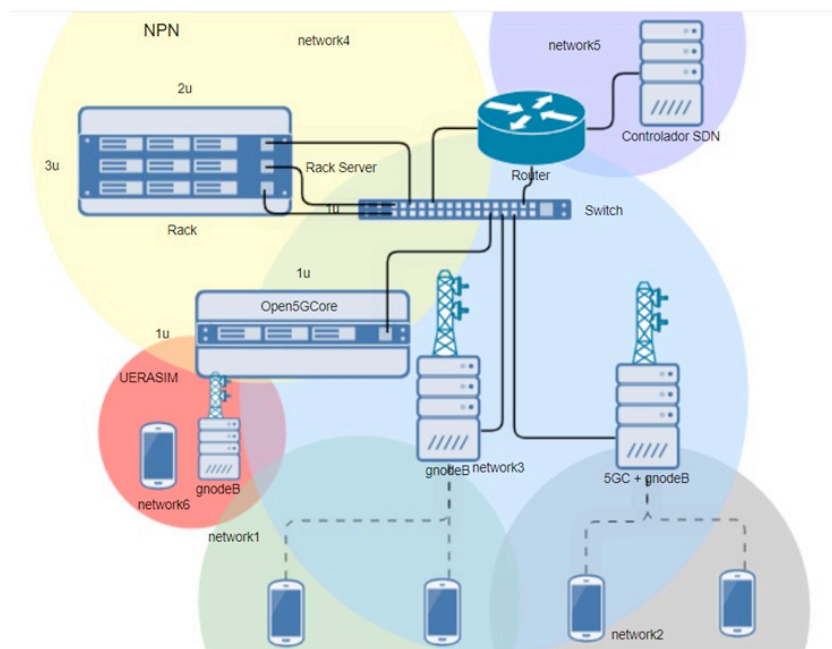 NPN
network4
network5
2u
Controlador SDN
3u
Rack Server
Router
1u
Switch
Rack
1u
Open5GCore
1u
UERASIM
gnodeB
network3
5GC + gnodeB
gnodeB
network6
network1
network2